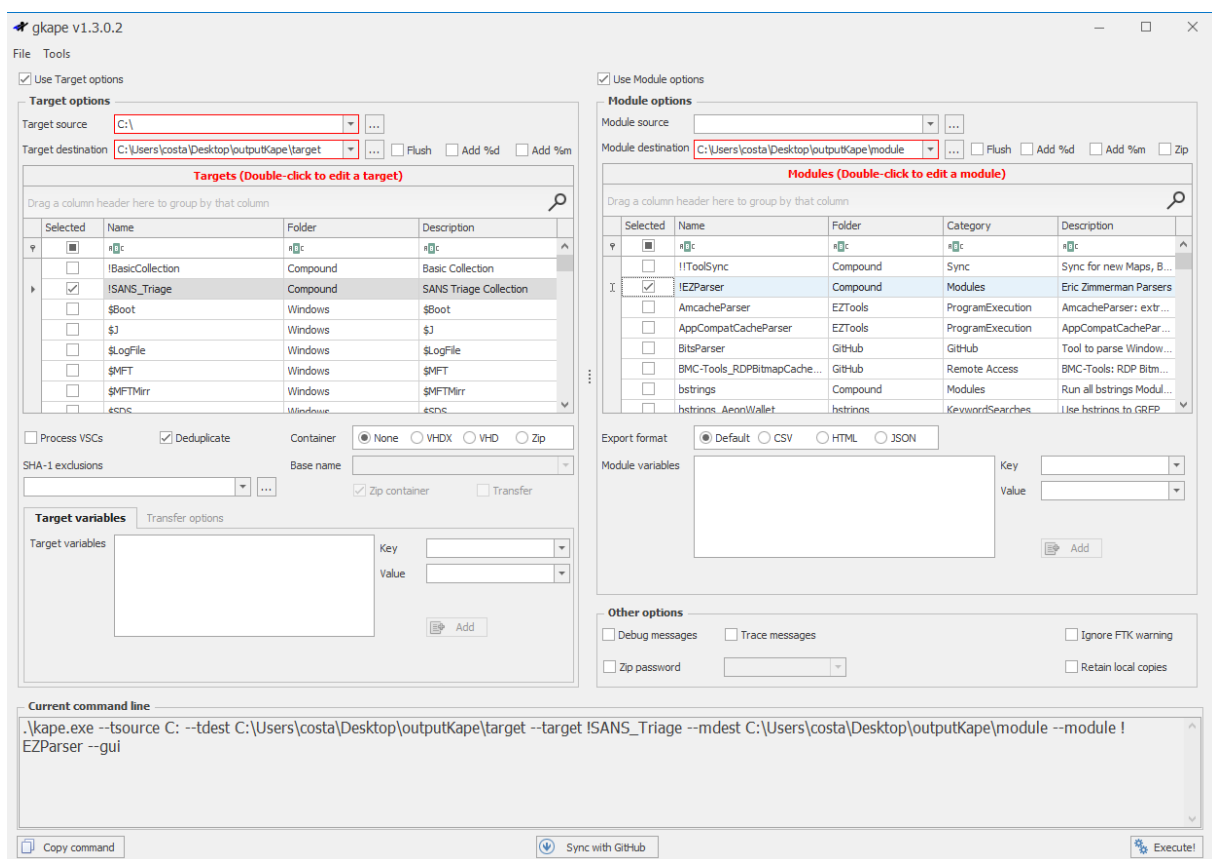 gkape v1.3.0.2
File Tools
Use Target options
Target options
Target source C:\ ...
Target destination C:\Users\costa\Desktop\outputKape\target ... Flush Add %d Add %m
Targets (Double-click to edit a target)
Drag a column header here to group by that column
Selected Name Folder Description
!BasicCollection Compound Basic Collection
!SANS_Triage Compound SANS Triage Collection
$Boot Windows $Boot
$J Windows $J
$LogFile Windows $LogFile
$MFT Windows $MFT
$MFTMirr Windows $MFTMirr
$SDS Windows $SDS
Process VSCs Deduplicate Container None VHDX VHD Zip
SHA-1 exclusions Base name
... Zip container Transfer
Target variables Transfer options
Target variables Key
Value
Add
Use Module options
Module options
Module source ...
Module destination C:\Users\costa\Desktop\outputKape\module ... Flush Add %d Add %m Zip
Modules (Double-click to edit a module)
Drag a column header here to group by that column
Selected Name Folder Category Description
!!ToolSync Compound Sync Sync for new Maps, B...
!EZParser Compound Modules Eric Zimmerman Parsers
AmcacheParser EZTools ProgramExecution AmcacheParser: extr...
AppCompatCacheParser EZTools ProgramExecution AppCompatCachePar...
BitsParser GitHub GitHub Tool to parse Window...
BMC-Tools_RDPBitmapCache... GitHub Remote Access BMC-Tools: RDP Bitm...
bstrings Compound Modules Run all bstrings Modul...
bstrings_AeonWallet bstrings KeywordSearches Use bstrings to GREP
Export format Default CSV HTML JSON
Module variables Key
Value
Add
Other options
Debug messages Trace messages Ignore FTK warning
Zip password Retain local copies
Current command line
.\kape.exe --tsource C: --tdest C:\Users\costa\Desktop\outputKape\target --target !SANS_Triage --mdest C:\Users\costa\Desktop\outputKape\module --module !
EZParser --gui
Copy command Sync with GitHub Execute!